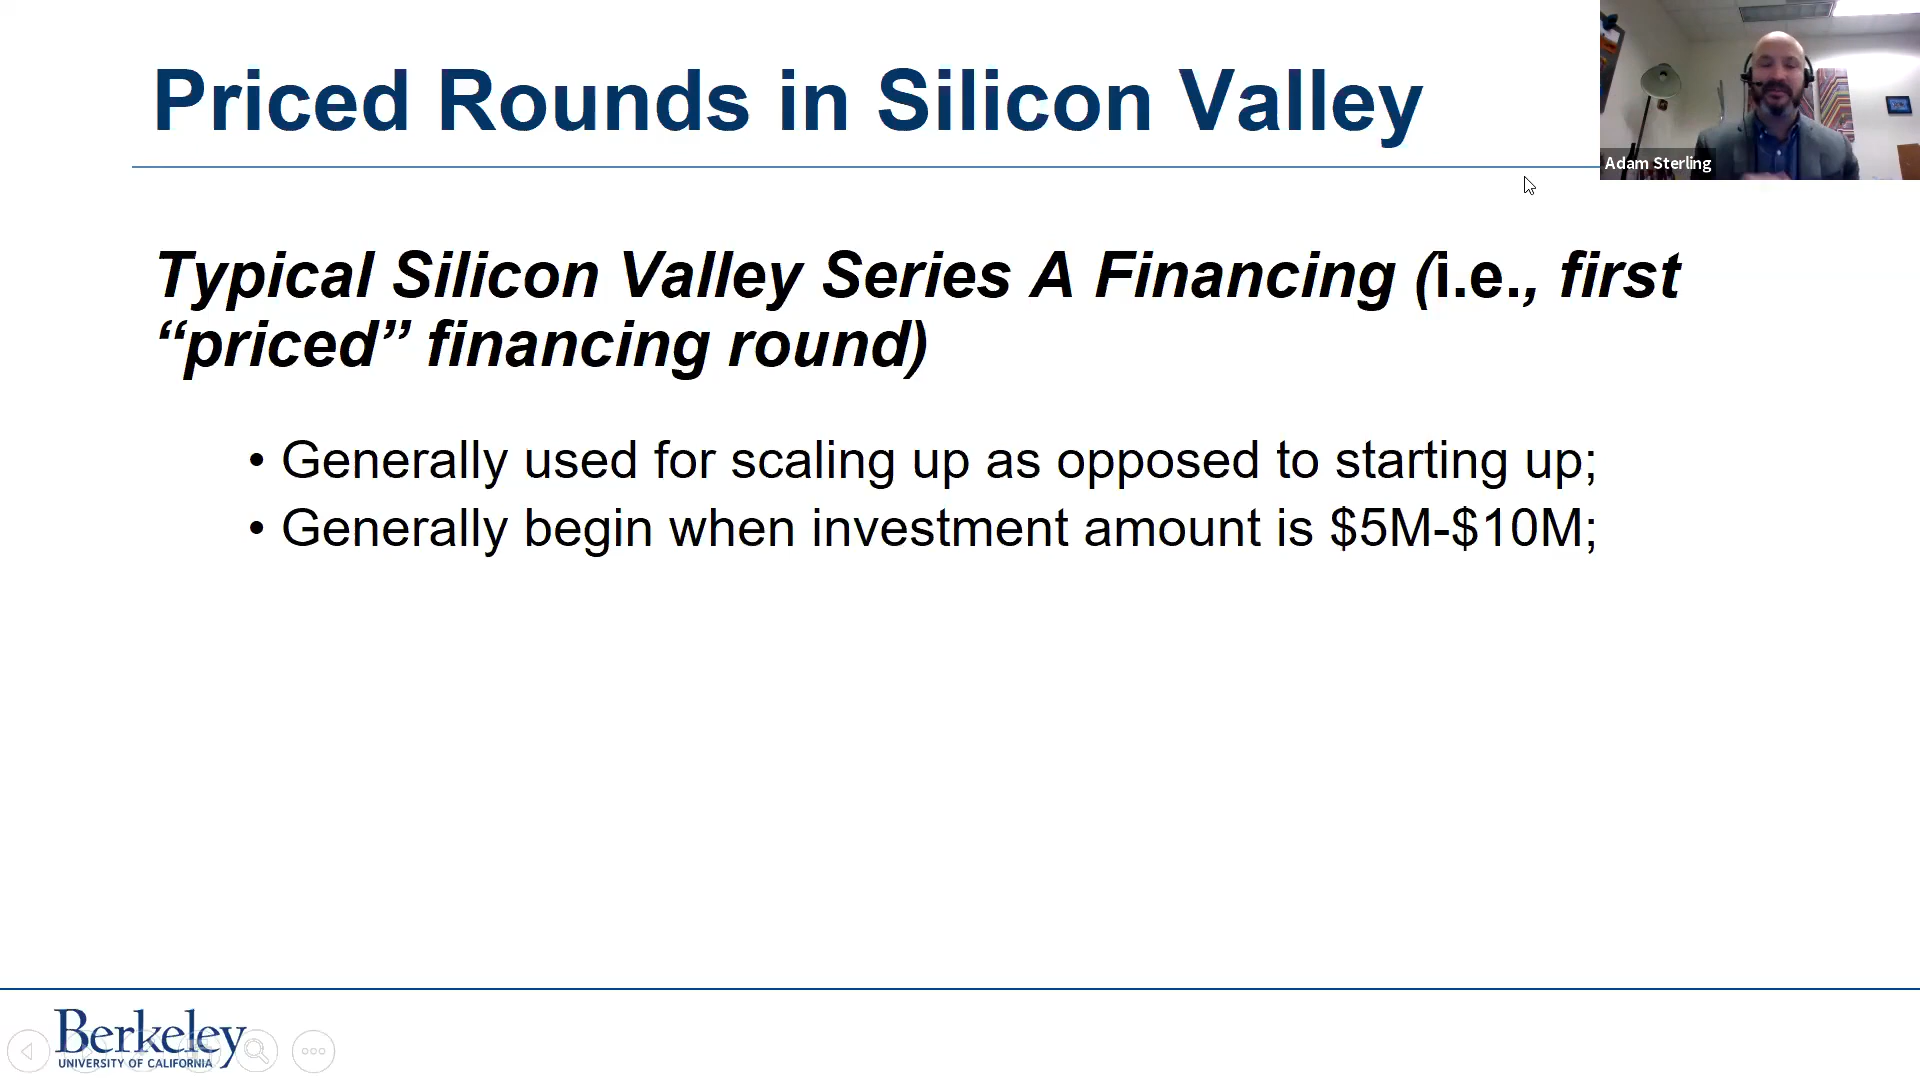 Priced Rounds in Silicon Valley
Adam Sterling
Typical Silicon Valley Series A Financing (i.e., first
“priced” financing round)
• Generally used for scaling up as opposed to starting up;
• Generally begin when investment amount is $5M-$10M;
Berkeley
UNIVERSITY OF CALIFORNIA